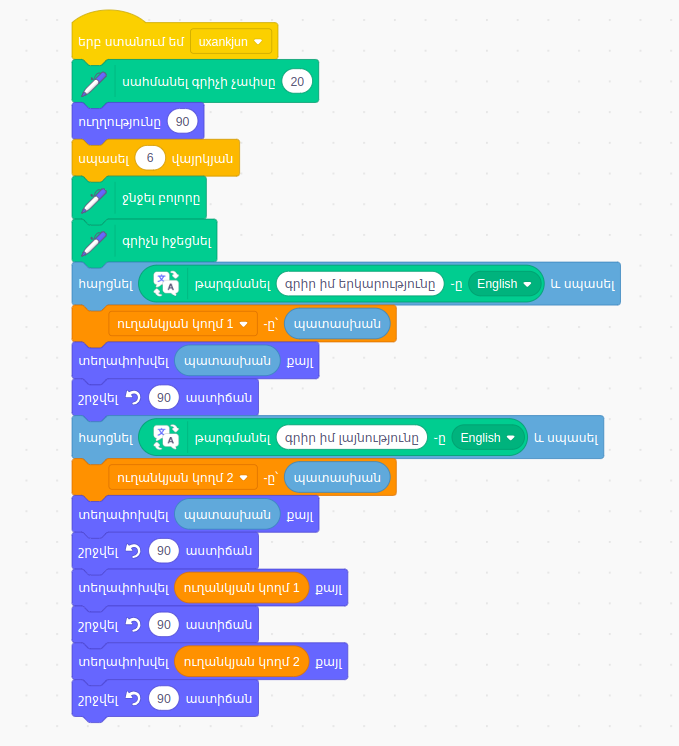 երբ ստանում եմ uxankjun
սահմանել գրիչի չափսը 20
ուղղությունը 90
սպասել 6 վայրկյան
ջնջել բոլորը
գրիչն իջեցնել
հարցնել թարգմանել գրիր իմ երկարությունը -ը English և սպասել
ուղանկյան կողմ 1 -ը՝ պատասխան
տեղափոխվել պատասխան քայլ
շրջվել 90 աստիճան
հարցնել թարգմանել գրիր իմ լայնությունը -ը English և սպասել
ուղանկյան կողմ 2 -ը՝ պատասխան
տեղափոխվել պատասխան քայլ
շրջվել 90 աստիճան
տեղափոխվել ուղանկյան կողմ 1 քայլ
շրջվել 90 աստիճան
տեղափոխվել ուղանկյան կողմ 2 քայլ
շրջվել 90 աստիճան